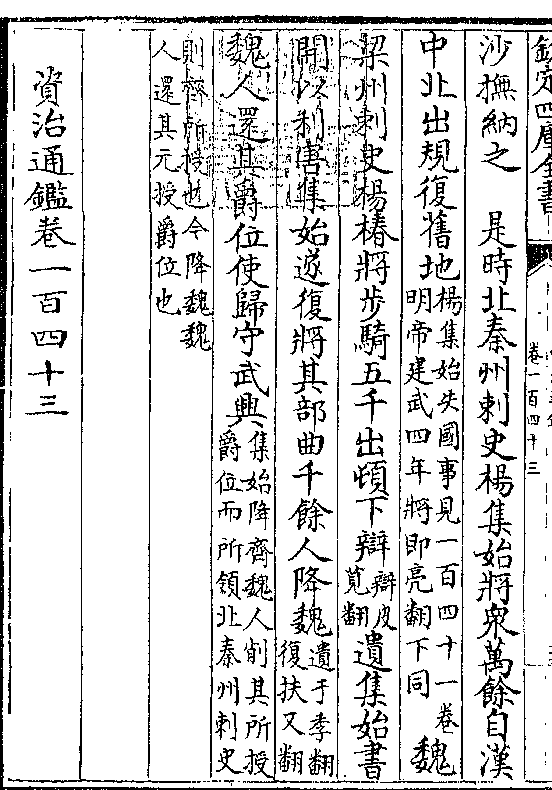 欽定四庫全書
卷一百四十三
沙撫納之　是時北秦州刺史楊集始將衆萬餘自漢
中北出規復舊地楊集始失國事見一百四十一卷明帝建武四年將即亮翻下同魏
梁州刺史楊椿將步騎五千出頓下辯辯皮莧翻遺集始書
開以利害集始遂復將其部曲千餘人降魏遺于季翻復扶又翻
魏人還其爵位使歸守武興集始降齊魏人削其所授爵位而所領北秦州刺史
則齊所授也今降魏魏人還其元授爵位也
資治通鑑卷一百四十三